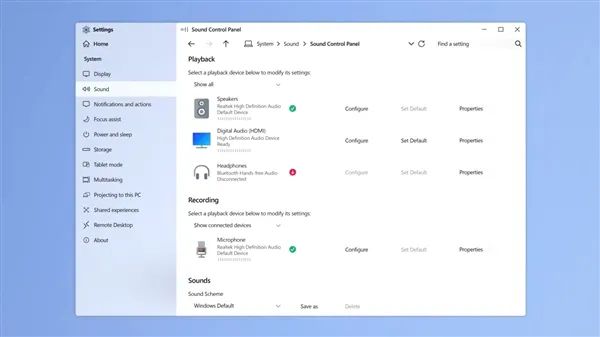 Settings
Home
System
Display
Sound
Notifications and actions
Focus assist
Power and sleep
Storage
Tablet mode
Multitasking
Projecting to this PC
Shared experiences
Remote Desktop
About
Sound Control Panel
System > Sound > Sound Control Panel
Find a setting
Playback
Select a playback device below to modify its settings:
Show all
Speakers
Realtek High Definition Audio
Default Device
Configure Set Default Properties
Digital Audio (HDMI)
High Definition Audio Device
Ready
Configure Set Default Properties
Headphones
Bluetooth Hands-free Audio
Disconnected
Configure Set Default Properties
Recording
Select a playback device below to modify its settings:
Show connected devices
Microphone
Realtek High Definition Audio
Default Device
Configure Set Default Properties
Sounds
Sound Scheme
Windows Default Save as Delete